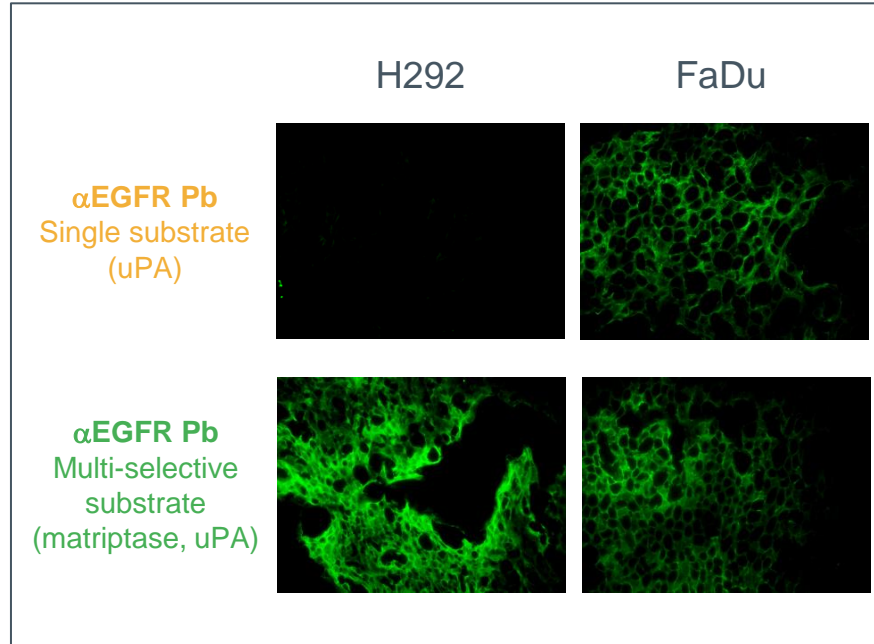 H292 FaDu
αEGFR Pb
Single substrate
(uPA)
αEGFR Pb
Multi-selective
substrate
(matriptase, uPA)